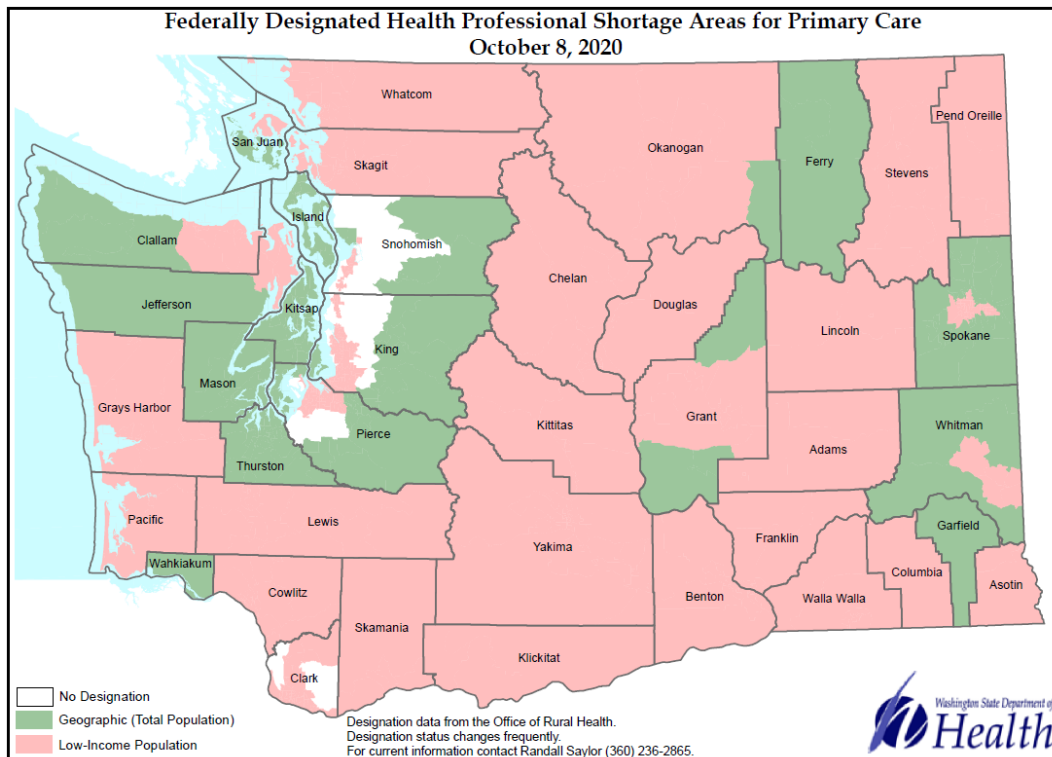 Federally Designated Health Professional Shortage Areas for Primary Care
October 8, 2020
Whatcom
Pend Oreille
San Juan
Okanogan
Ferry
Skagit
Stevens
Island
Clallam
Snohomish
Chelan
Jefferson
Kitsap
Douglas
Lincoln
Spokane
King
Mason
Grays Harbor
Grant
Kittitas
Whitman
Pierce
Adams
Thurston
Pacific
Lewis
Garfield
Franklin
Yakima
Wahkiakum
Columbia
Asotin
Cowlitz
Benton
Walla Walla
Skamania
Klickitat
Clark
No Designation
Geographic (Total Population)
Low-Income Population
Designation data from the Office of Rural Health.
Designation status changes frequently.
For current information contact Randall Saylor (360) 236-2865.
Washington State Department of
Health